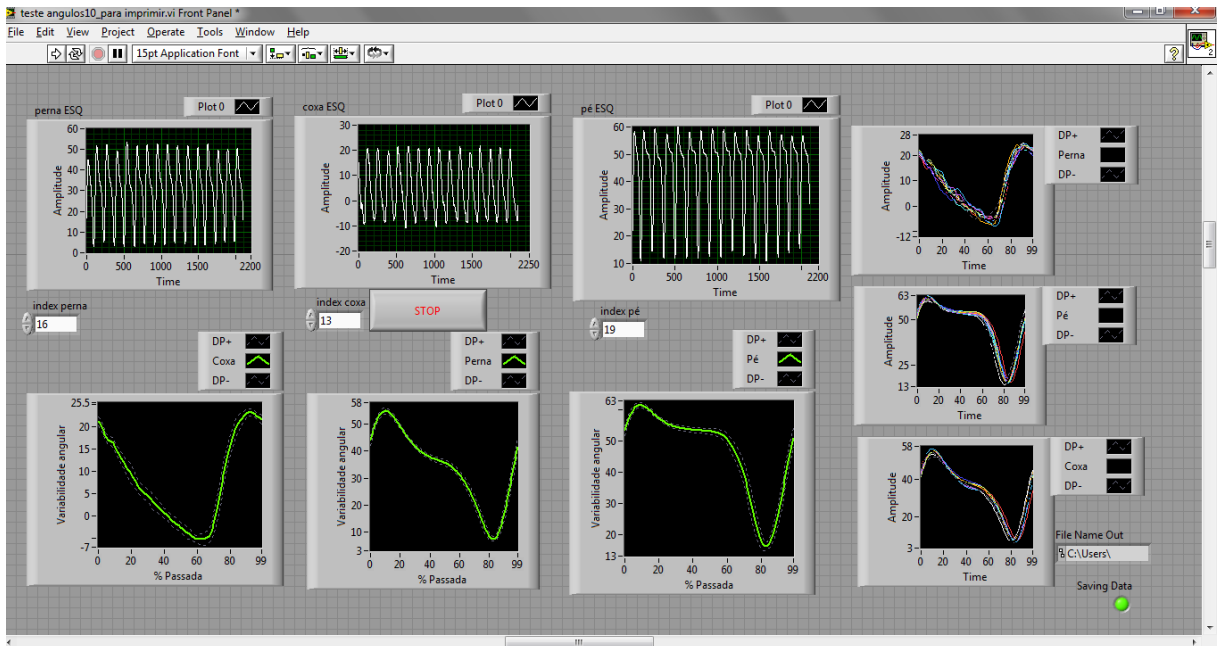 teste angulos10_para imprimir.vi Front Panel *
File Edit View Project Operate Tools Window Help
15pt Application Font
2
perna ESQ
Plot 0
60
50
40
30
20
10
0
Amplitude
0 500 1000 1500 2200
Time
coxa ESQ
Plot 0
30
20
10
0
-10
-20
Amplitude
0 500 1000 1500 2250
Time
pé ESQ
Plot 0
60
50
40
30
20
10
Amplitude
0 500 1000 1500 2200
Time
28
20
10
0
-12
Amplitude
0 20 40 60 80 99
Time
DP+
Perna
DP-
index perna
16
index coxa
13
STOP
index pé
19
63
50
25
13
Amplitude
0 20 40 60 80 99
Time
DP+
Pé
DP-
DP+
Coxa
DP-
25.5
20
15
10
5
0
-7
Variabilidade angular
0 20 40 60 80 99
% Passada
DP+
Perna
DP-
58
50
40
30
20
10
3
Variabilidade angular
0 20 40 60 80 99
% Passada
DP+
Pé
DP-
63
50
40
30
20
13
Variabilidade angular
0 20 40 60 80 99
% Passada
58
40
20
3
Amplitude
0 20 40 60 80 99
Time
DP+
Coxa
DP-
File Name Out
C:\Users\
Saving Data